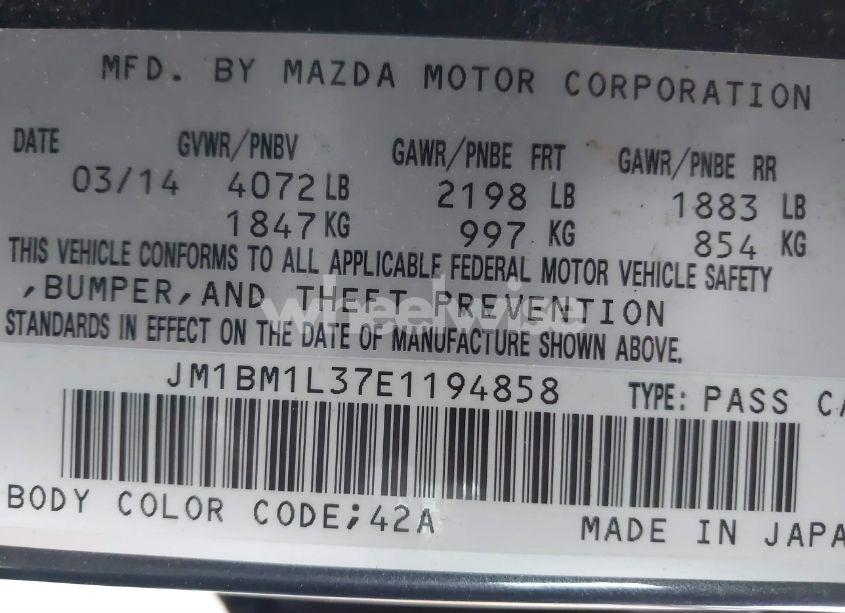 MFD. BY MAZDA MOTOR CORPORATION
DATE GVWR/PNBV GAWR/PNBE FRT GAWR/PNBE RR
03/14 4072 LB 2198 LB 1883 LB
1847 KG 997 KG 854 KG
THIS VEHICLE CONFORMS TO ALL APPLICABLE FEDERAL MOTOR VEHICLE SAFETY
,BUMPER,AND THEFT PREVENTION
wheelwise
STANDARDS IN EFFECT ON THE DATE OF MANUFACTURE SHOWN ABOVE.
JM1BM1L37E1194858 TYPE: PASS CA
BODY COLOR CODE;42A
MADE IN JAPA